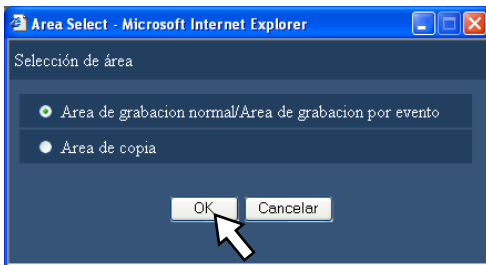 Area Select - Microsoft Internet Explorer
Selección de área
Area de grabacion normal/Area de grabacion por evento
Area de copia
OK Cancelar